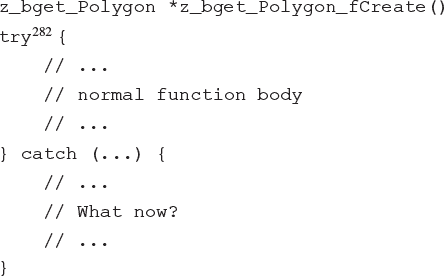 z_bget_Polygon *z_bget_Polygon_fCreate()
try282 {
    // ...
    // normal function body
    // ...
} catch (...) {
    // ...
    // What now?
    // ...
}